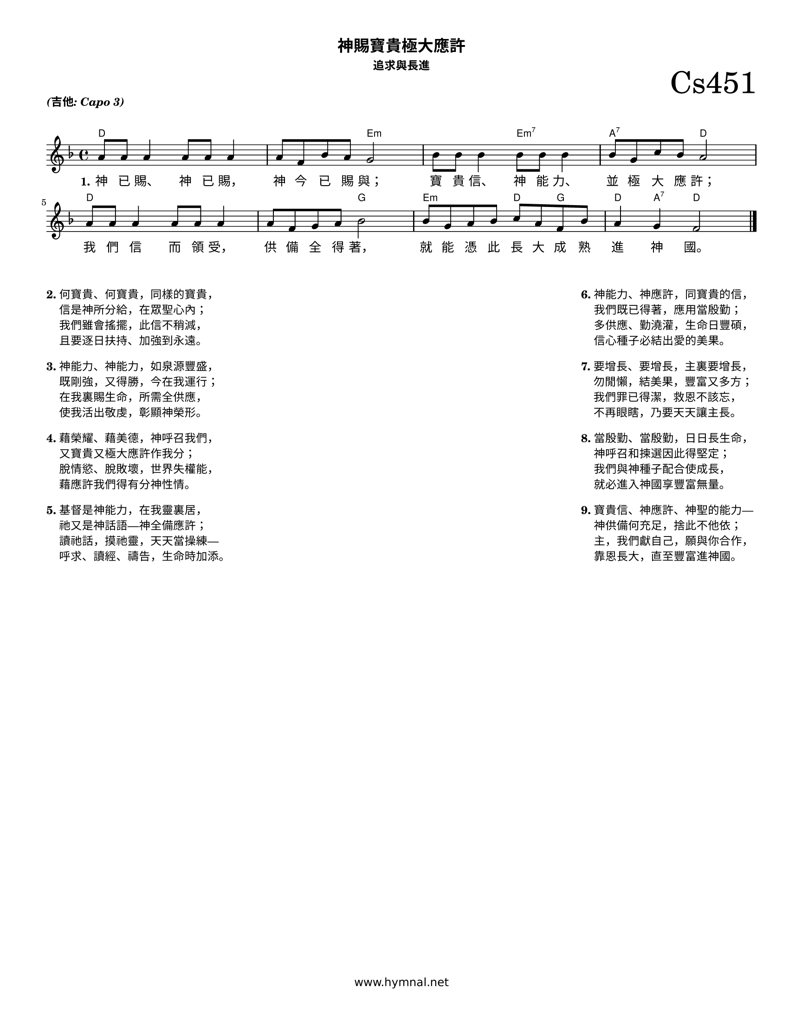 神賜寶貴極大應許
追求與長進
Cs451
(吉他: Capo 3)
D Em Em7 A7 D
1. 神 已 賜、 神 已 賜， 神 今 已 賜 與； 寶 貴 信、 神 能 力、 並 極 大 應 許；
5
D G Em D G D A7 D
我 們 信 而 領 受， 供 備 全 得 著， 就 能 憑 此 長 大 成 熟 進 神 國。
2. 何寶貴、何寶貴，同樣的寶貴，
信是神所分給，在眾聖心內；
我們雖會搖擺，此信不稍減，
且要逐日扶持、加強到永遠。
3. 神能力、神能力，如泉源豐盛，
既剛強，又得勝，今在我運行；
在我裏賜生命，所需全供應，
使我活出敬虔，彰顯神榮形。
4. 藉榮耀、藉美德，神呼召我們，
又寶貴又極大應許作我分；
脫情慾、脫敗壞，世界失權能，
藉應許我們得有分神性情。
5. 基督是神能力，在我靈裏居，
祂又是神話語—神全備應許；
讀祂話，摸祂靈，天天當操練—
呼求、讀經、禱告，生命時加添。
6. 神能力、神應許，同寶貴的信，
我們既已得著，應用當殷勤；
多供應、勤澆灌，生命日豐碩，
信心種子必結出愛的美果。
7. 要增長、要增長，主裏要增長，
勿閒懶，結美果，豐富又多方；
我們罪已得潔，救恩不該忘，
不再眼瞎，乃要天天讓主長。
8. 當殷勤、當殷勤，日日長生命，
神呼召和揀選因此得堅定；
我們與神種子配合使成長，
就必進入神國享豐富無量。
9. 寶貴信、神應許、神聖的能力—
神供備何充足，捨此不他依；
主，我們獻自己，願與你合作，
靠恩長大，直至豐富進神國。
www.hymnal.net